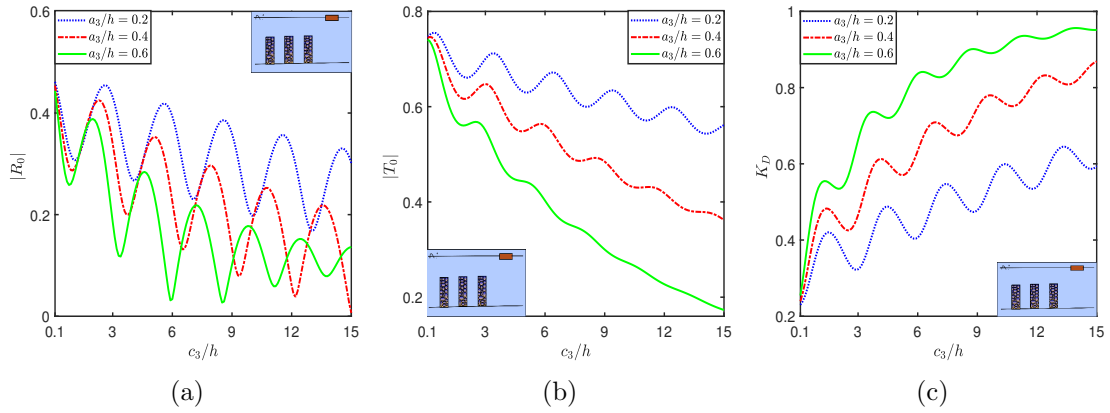 0.6
0.4
0.2
0
|R₀|
a₃/h = 0.2
a₃/h = 0.4
a₃/h = 0.6
0.1 3 6 9 12 15
c₃/h
(a)
1
0.8
0.6
0.4
0.2
|T₀|
a₃/h = 0.2
a₃/h = 0.4
a₃/h = 0.6
0.1 3 6 9 12 15
c₃/h
(b)
1
0.8
0.6
0.4
0.2
K_D
a₃/h = 0.2
a₃/h = 0.4
a₃/h = 0.6
0.1 3 6 9 12 15
c₃/h
(c)